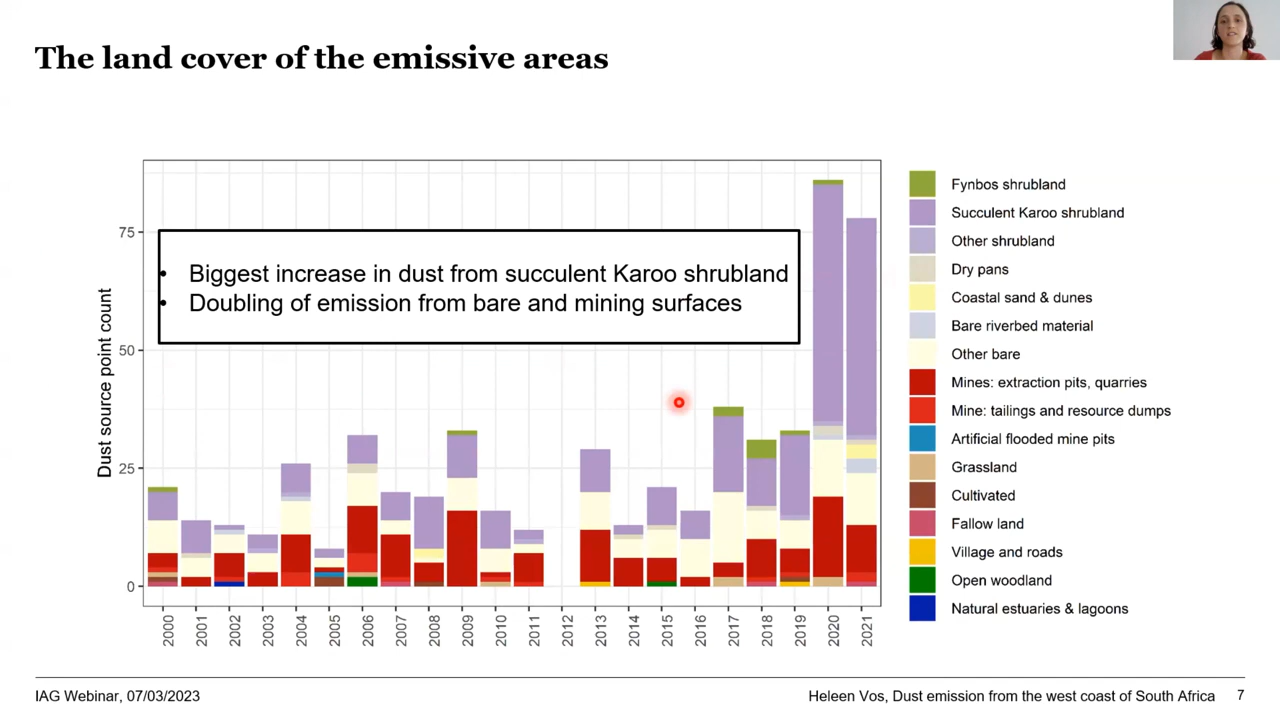 The land cover of the emissive areas
• Biggest increase in dust from succulent Karoo shrubland
• Doubling of emission from bare and mining surfaces
Dust source point count
75
50
25
0
2000
2001
2002
2003
2004
2005
2006
2007
2008
2009
2010
2011
2012
2013
2014
2015
2016
2017
2018
2019
2020
2021
Fynbos shrubland
Succulent Karoo shrubland
Other shrubland
Dry pans
Coastal sand & dunes
Bare riverbed material
Other bare
Mines: extraction pits, quarries
Mine: tailings and resource dumps
Artificial flooded mine pits
Grassland
Cultivated
Fallow land
Village and roads
Open woodland
Natural estuaries & lagoons
IAG Webinar, 07/03/2023
Heleen Vos, Dust emission from the west coast of South Africa 7